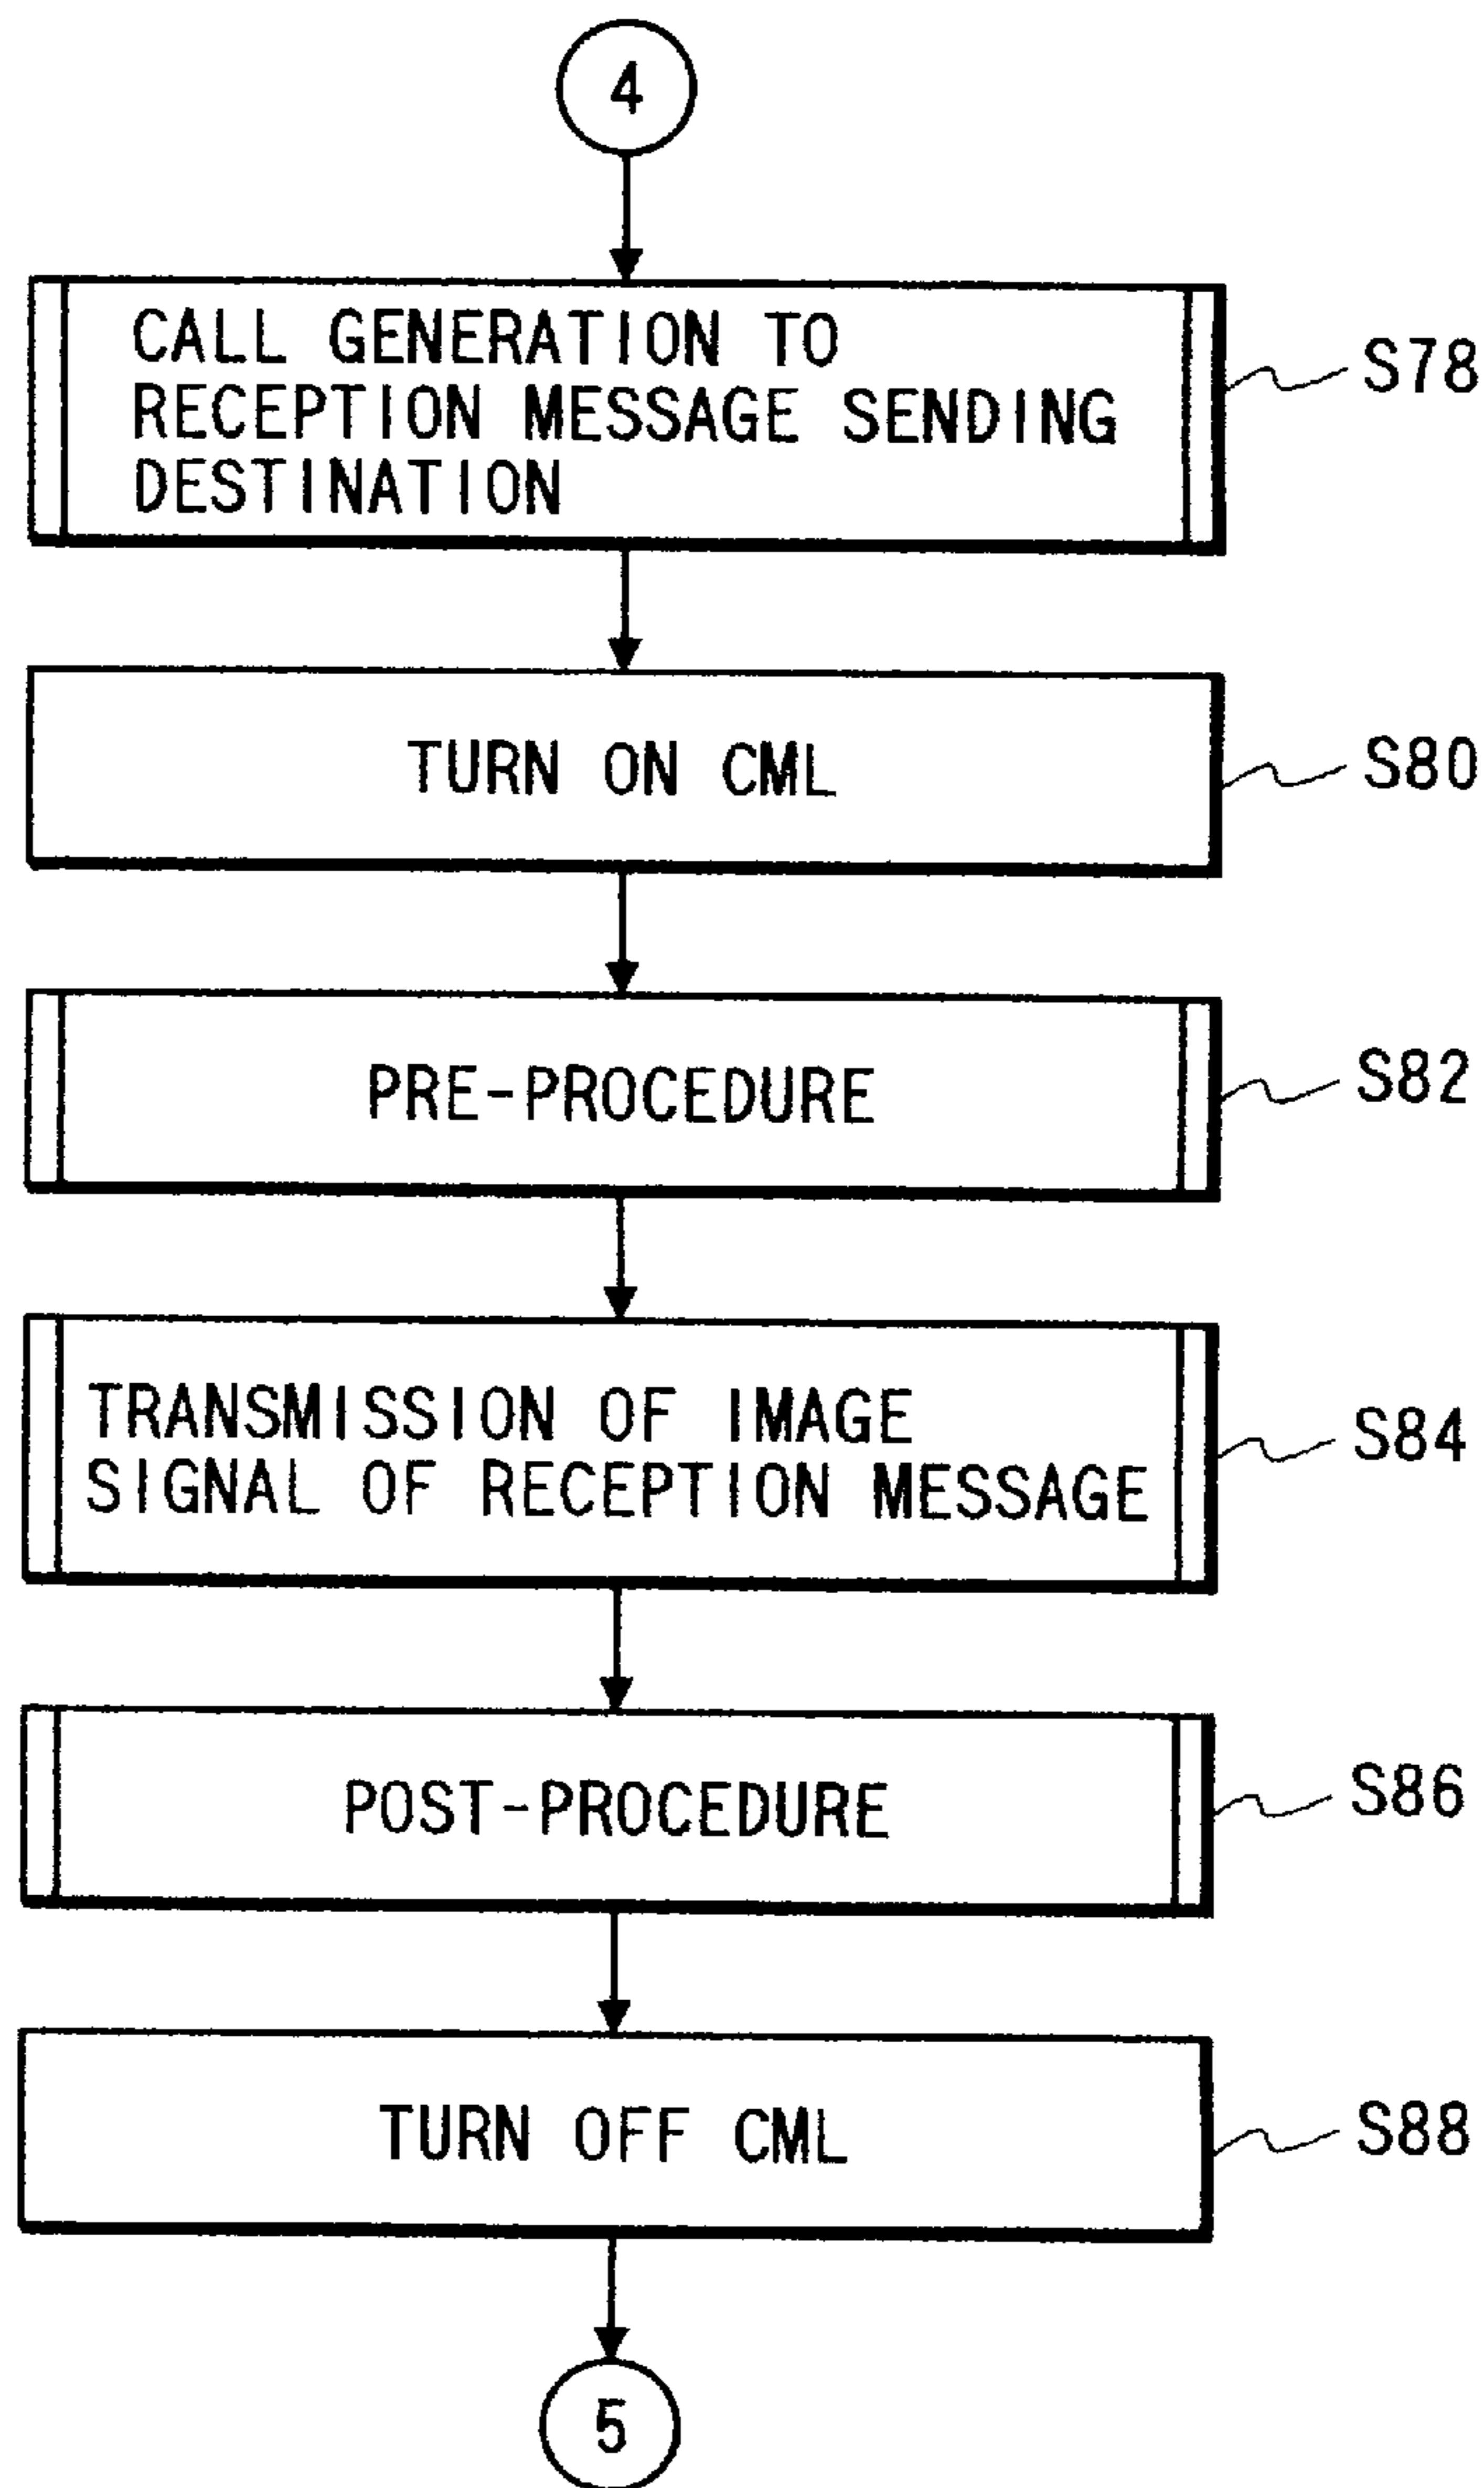 4
CALL GENERATION TO
RECEPTION MESSAGE SENDING
DESTINATION
S78
TURN ON CML
S80
PRE-PROCEDURE
S82
TRANSMISSION OF IMAGE
SIGNAL OF RECEPTION MESSAGE
S84
POST-PROCEDURE
S86
TURN OFF CML
S88
5